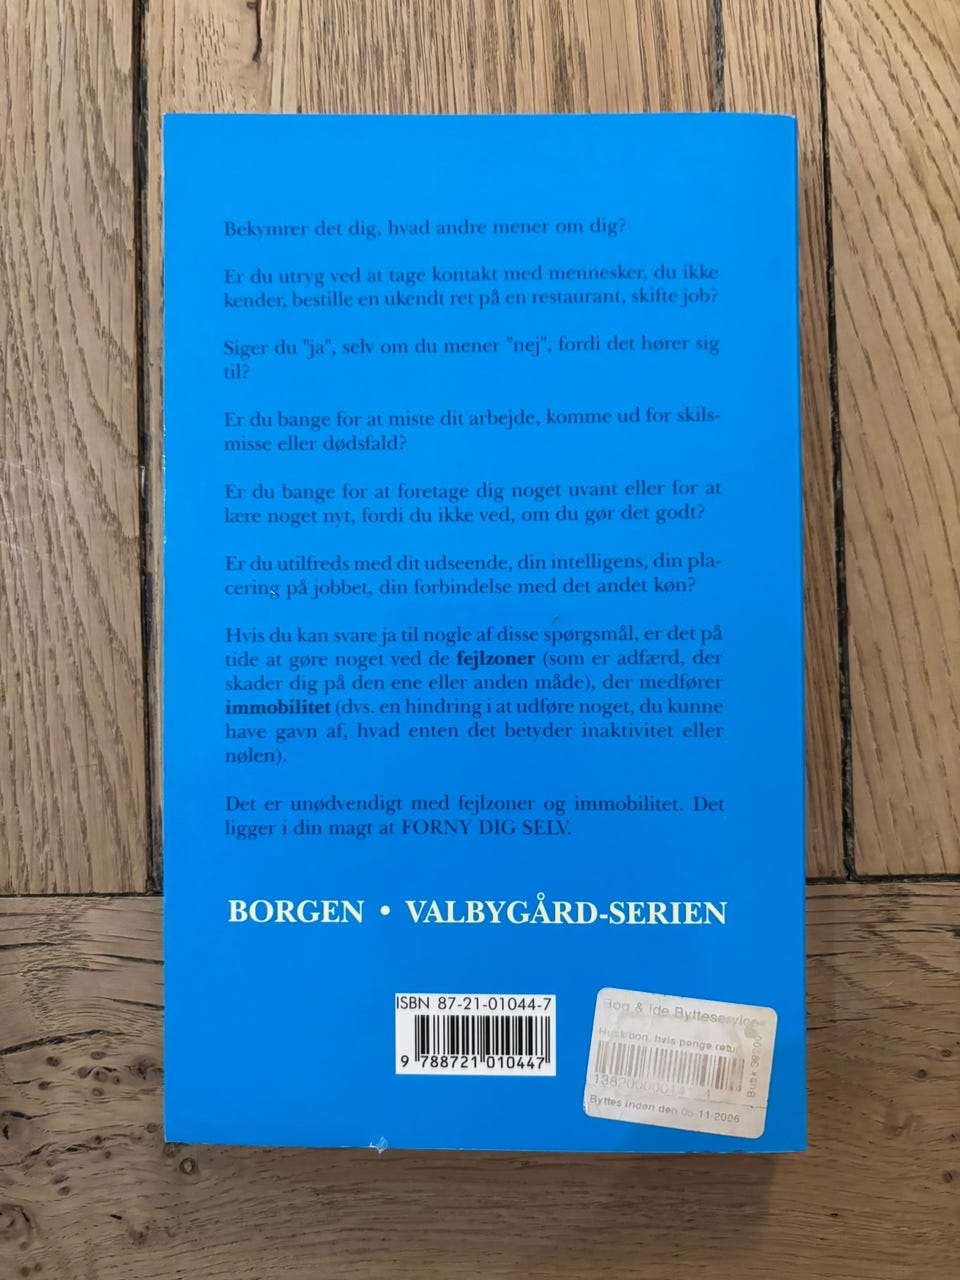 Bekymrer det dig, hvad andre mener om dig?
Er du utryg ved at tage kontakt med mennesker, du ikke
kender, bestille en ukendt ret på en restaurant, skifte job?
Siger du "ja", selv om du mener "nej", fordi det hører sig
til?
Er du bange for at miste dit arbejde, komme ud for skils-
misse eller dødsfald?
Er du bange for at foretage dig noget uvant eller for at
lære noget nyt, fordi du ikke ved, om du gør det godt?
Er du utilfreds med dit udseende, din intelligens, din pla-
cering på jobbet, din forbindelse med det andet køn?
Hvis du kan svare ja til nogle af disse spørgsmål, er det på
tide at gøre noget ved de fejlzoner (som er adfærd, der
skader dig på den ene eller anden måde), der medfører
immobilitet (dvs. en hindring i at udføre noget, du kunne
have gavn af, hvad enten det betyder inaktivitet eller
nølen).
Det er unødvendigt med fejlzoner og immobilitet. Det
ligger i din magt at FORNY DIG SELV.
BORGEN • VALBYGÅRD-SERIEN
ISBN 87-21-01044-7
9 788721 010447
Bog & Ide Bytteservice
Husk bon, hvis penge retur
Byttes inden den 06-11-2006